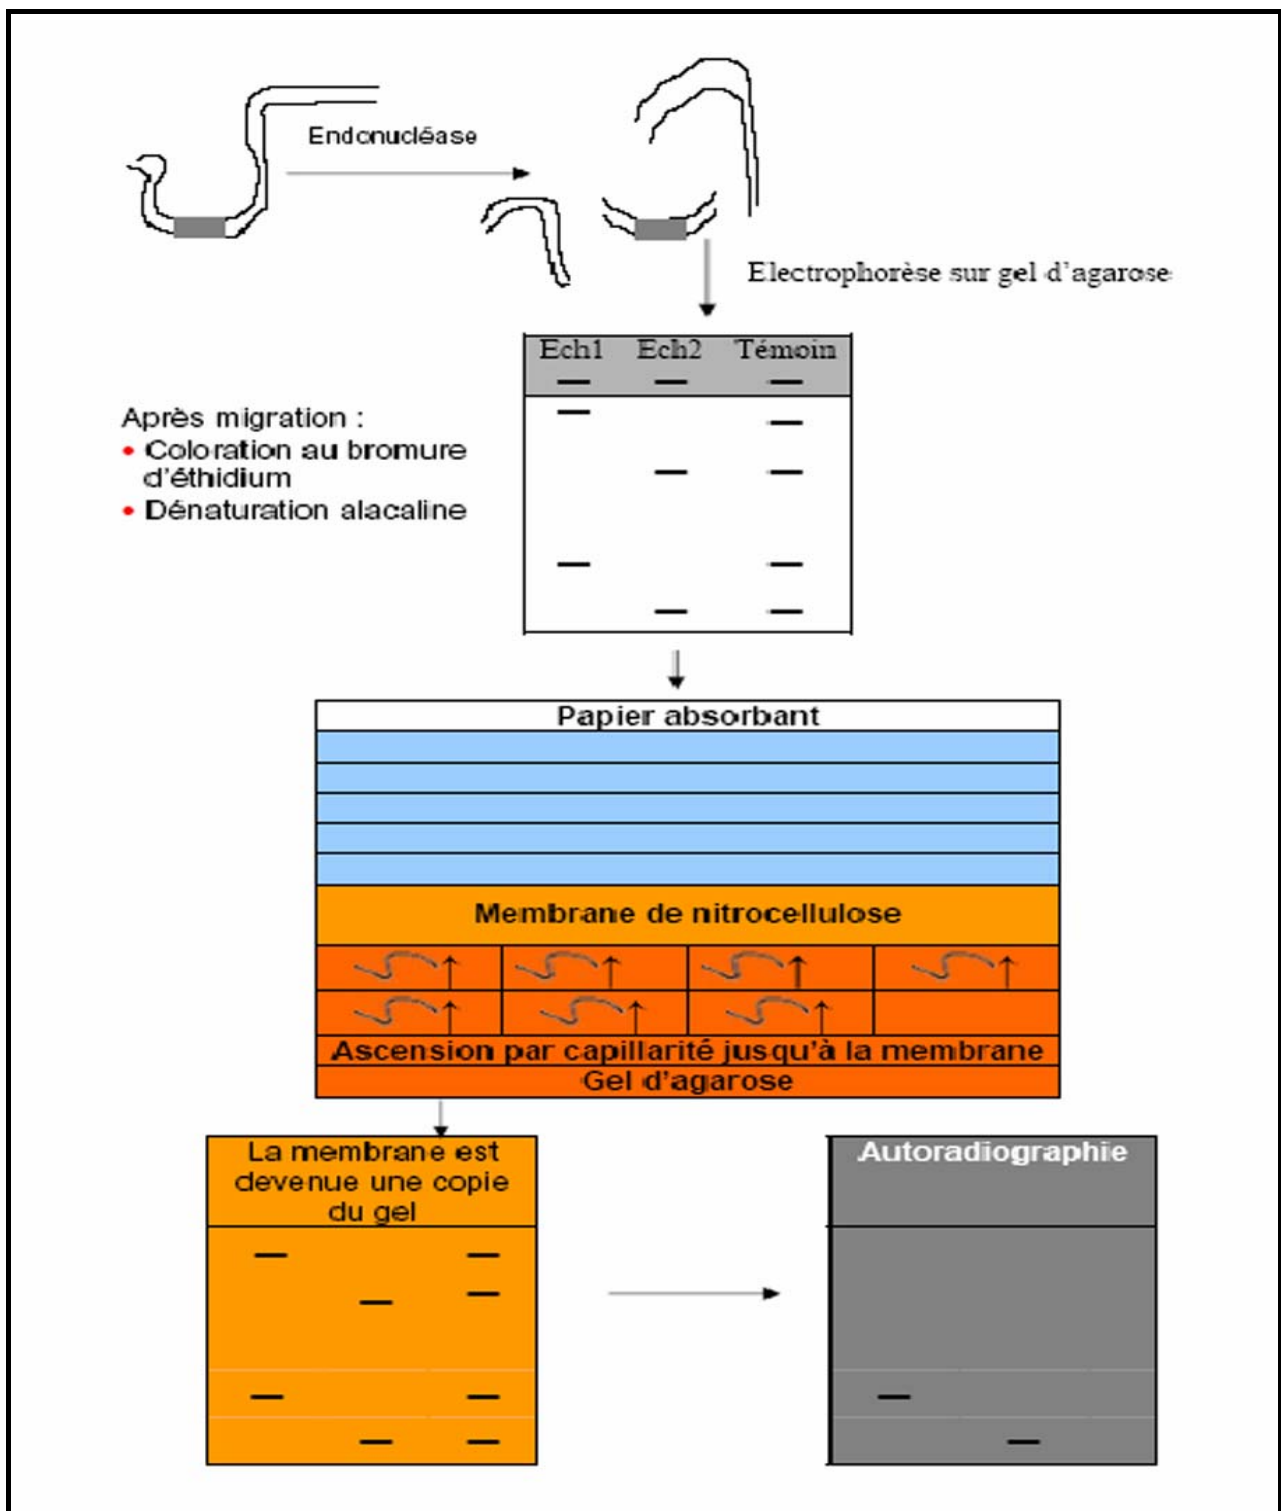 Endonucléase
Electrophorèse sur gel d'agarose
Ech1 Ech2 Témoin
Après migration :
• Coloration au bromure
d'éthidium
• Dénaturation alacaline
Papier absorbant
Membrane de nitrocellulose
Ascension par capillarité jusqu'à la membrane
Gel d'agarose
La membrane est
devenue une copie
du gel
Autoradiographie